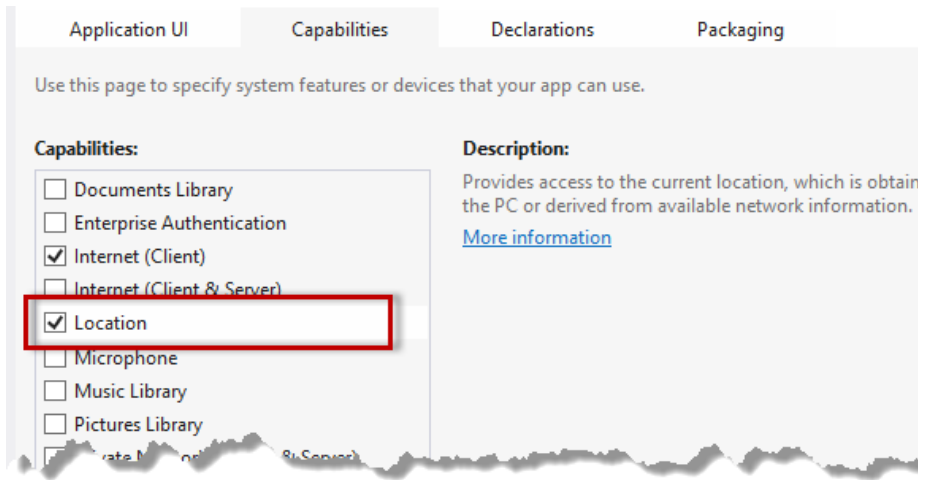 Application UI Capabilities Declarations Packaging
Use this page to specify system features or devices that your app can use.
Capabilities:
Documents Library
Enterprise Authentication
Internet (Client)
Internet (Client & Server)
Location
Microphone
Music Library
Pictures Library
& Server)
Description:
Provides access to the current location, which is obtain
the PC or derived from available network information.
More information